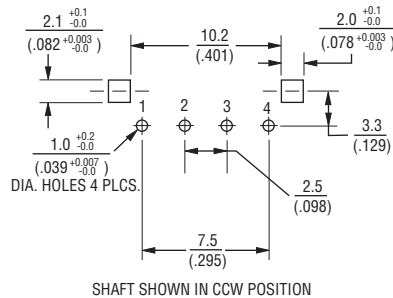 2.1 +0.1 -0.0
(.082 +0.003 -0.0)
10.2
(.401)
2.0 +0.1 -0.0
(.078 +0.003 -0.0)
1 2 3 4
1.0 +0.2 -0.0
(.039 +0.007 -0.0)
DIA. HOLES 4 PLCS.
3.3
(.129)
2.5
(.098)
7.5
(.295)
SHAFT SHOWN IN CCW POSITION